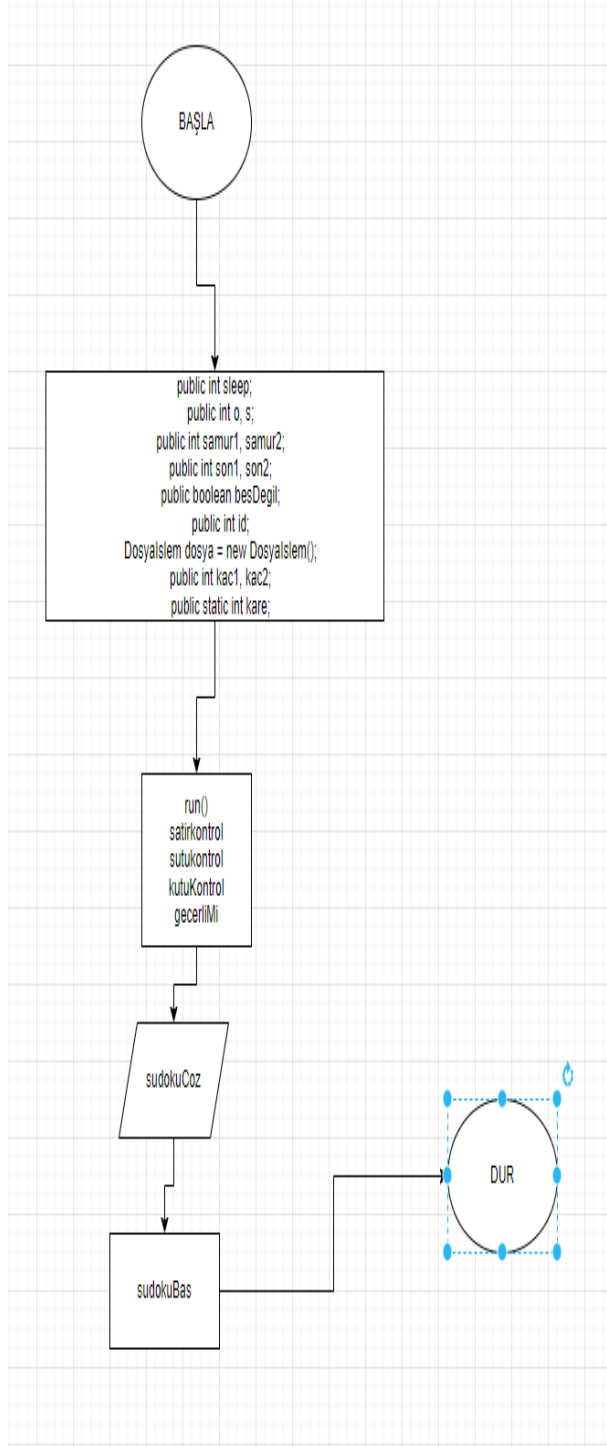 BAŞLA
public int sleep;
public int o, s;
public int samur1, samur2;
public int son1, son2;
public boolean besDegil;
public int id;
DosyaIslem dosya = new DosyaIslem();
public int kac1, kac2;
public static int kare;
run()
satirkontrol
sutukontrol
kutuKontrol
gecerliMi
sudokuCoz
sudokuBas
DUR